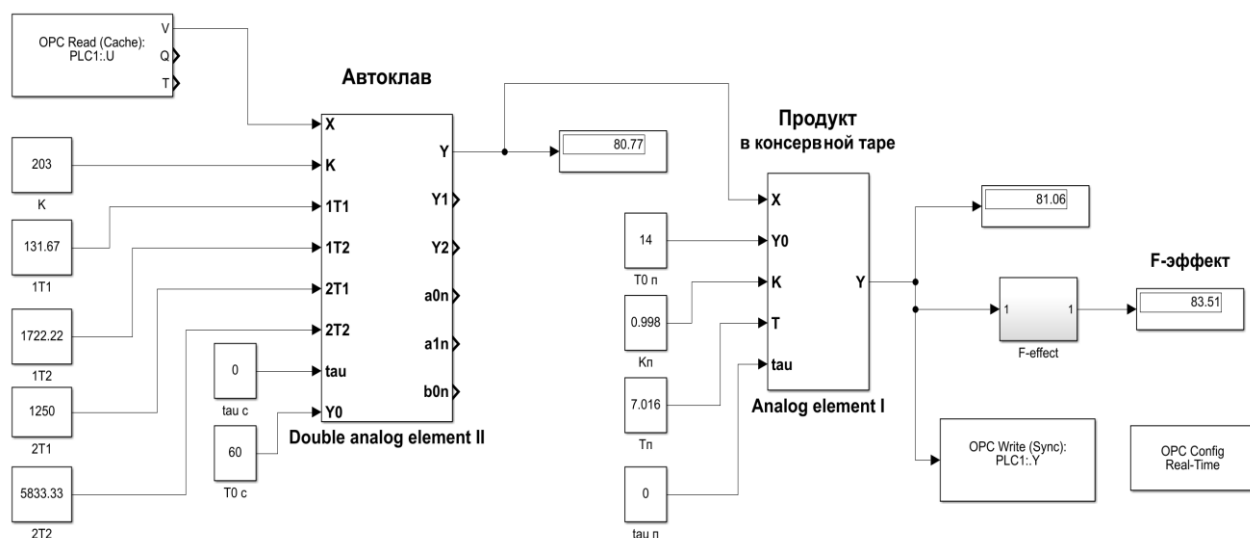 OPC Read (Cache):
PLC1:.U
V
Q
T
203
K
131.67
1T1
1722.22
1T2
1250
2T1
5833.33
2T2
0
tau c
60
T0 c
Автоклав
X
K
1T1
1T2
2T1
2T2
tau
Y0
Y
Y1
Y2
a0n
a1n
b0n
Double analog element II
80.77
14
T0 п
0.998
Kп
7.016
Tп
0
tau п
Продукт
в консервной таре
X
Y0
K
T
tau
Y
Analog element I
81.06
F-эффект
1
1
F-effect
83.51
OPC Write (Sync):
PLC1:.Y
OPC Config
Real-Time